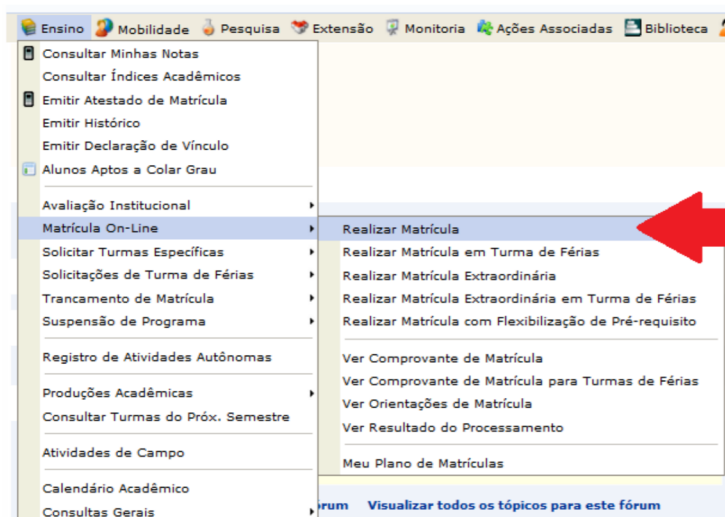 Ensino Mobilidade Pesquisa Extensão Monitoria Ações Associadas Biblioteca
Consultar Minhas Notas
Consultar Índices Acadêmicos
Emitir Atestado de Matrícula
Emitir Histórico
Emitir Declaração de Vínculo
Alunos Aptos a Colar Grau
Avaliação Institucional
Matrícula On-Line
Solicitar Turmas Específicas
Solicitações de Turma de Férias
Trancamento de Matrícula
Suspensão de Programa
Registro de Atividades Autônomas
Produções Acadêmicas
Consultar Turmas do Próx. Semestre
Atividades de Campo
Calendário Acadêmico
Consultas Gerais
Realizar Matrícula
Realizar Matrícula em Turma de Férias
Realizar Matrícula Extraordinária
Realizar Matrícula Extraordinária em Turma de Férias
Realizar Matrícula com Flexibilização de Pré-requisito
Ver Comprovante de Matrícula
Ver Comprovante de Matrícula para Turmas de Férias
Ver Orientações de Matrícula
Ver Resultado do Processamento
Meu Plano de Matrículas
Visualizar todos os tópicos para este fórum